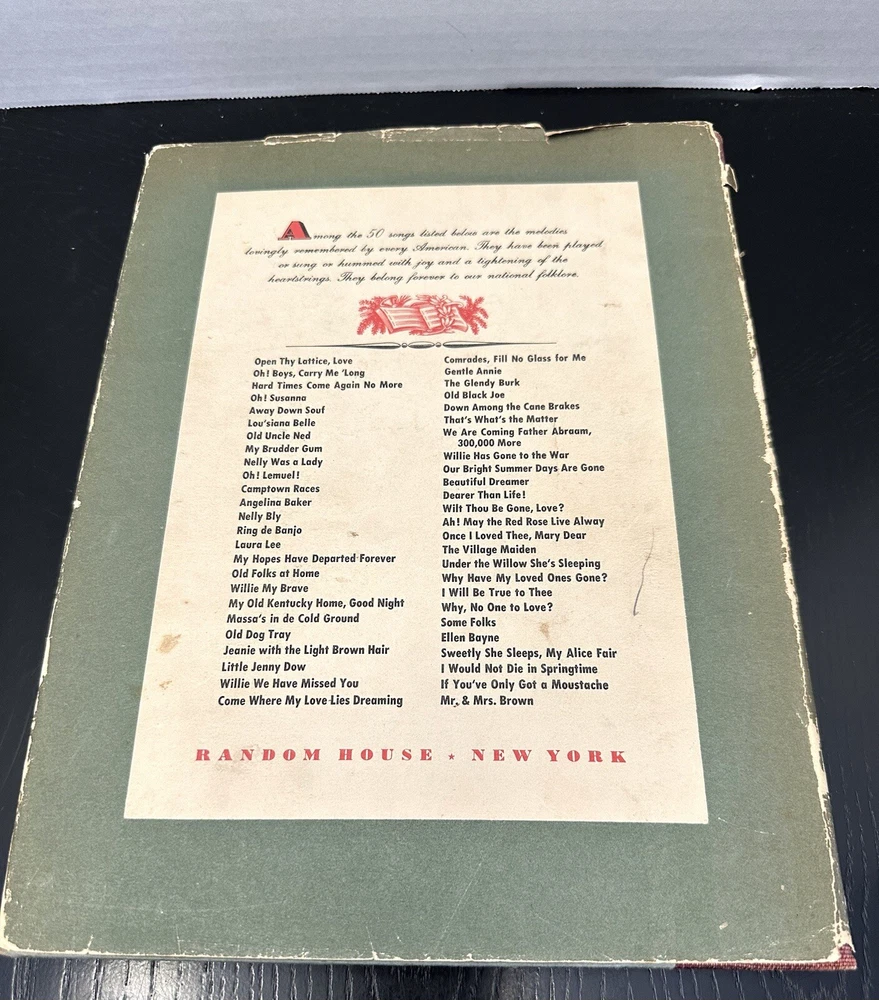 Among the 50 songs listed below are the melodies
lovingly remembered by every American. They have been played
or sung or hummed with joy and a tightening of the
heartstrings. They belong forever to our national folklore.
Open Thy Lattice, Love
Oh! Boys, Carry Me 'Long
Hard Times Come Again No More
Oh! Susanna
Away Down Souf
Lou'siana Belle
Old Uncle Ned
My Brudder Gum
Nelly Was a Lady
Oh! Lemuel!
Camptown Races
Angelina Baker
Nelly Bly
Ring de Banjo
Laura Lee
My Hopes Have Departed Forever
Old Folks at Home
Willie My Brave
My Old Kentucky Home, Good Night
Massa's in de Cold Ground
Old Dog Tray
Jeanie with the Light Brown Hair
Little Jenny Dow
Willie We Have Missed You
Come Where My Love Lies Dreaming
Comrades, Fill No Glass for Me
Gentle Annie
The Glendy Burk
Old Black Joe
Down Among the Cane Brakes
That's What's the Matter
We Are Coming Father Abraam,
300,000 More
Willie Has Gone to the War
Our Bright Summer Days Are Gone
Beautiful Dreamer
Dearer Than Life!
Wilt Thou Be Gone, Love?
Ah! May the Red Rose Live Alway
Once I Loved Thee, Mary Dear
The Village Maiden
Under the Willow She's Sleeping
Why Have My Loved Ones Gone?
I Will Be True to Thee
Why, No One to Love?
Some Folks
Ellen Bayne
Sweetly She Sleeps, My Alice Fair
I Would Not Die in Springtime
If You've Only Got a Moustache
Mr. & Mrs. Brown
RANDOM HOUSE ★ NEW YORK